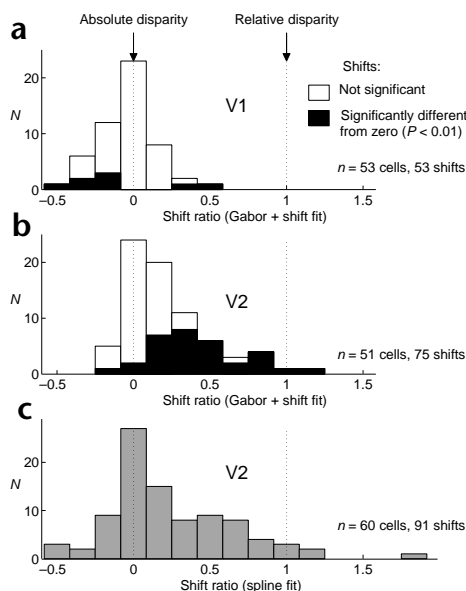 Absolute disparity Relative disparity
a
Shifts:
20
Not significant
N
V1
Significantly different
from zero (P < 0.01)
10
n = 53 cells, 53 shifts
0
–0.5 0 0.5 1 1.5
Shift ratio (Gabor + shift fit)
b
20
V2
N
10
n = 51 cells, 75 shifts
0
–0.5 0 0.5 1 1.5
Shift ratio (Gabor + shift fit)
c
20
V2
N
10
n = 60 cells, 91 shifts
0
–0.5 0 0.5 1 1.5
Shift ratio (spline fit)